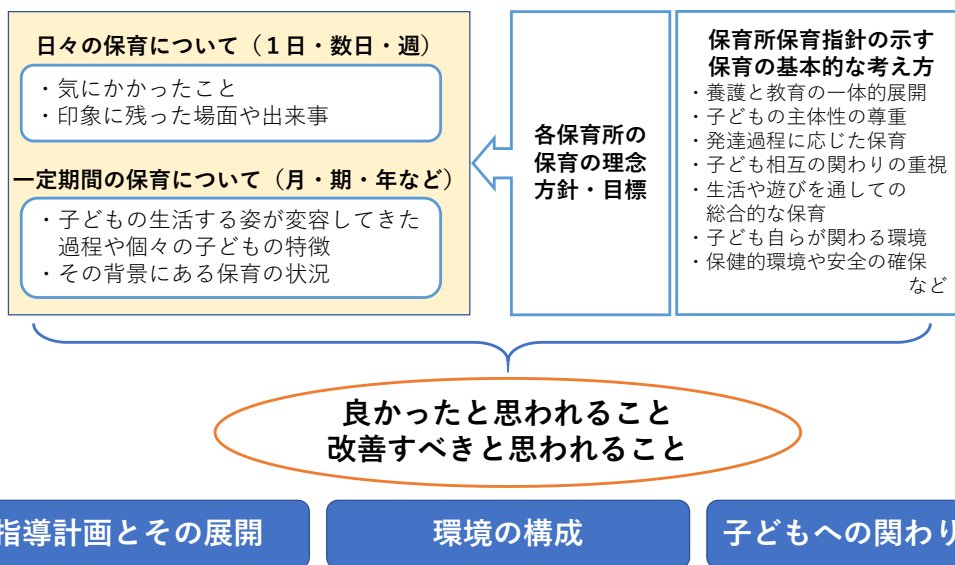 日々の保育について（１日・数日・週）
・気にかかったこと
・印象に残った場面や出来事
一定期間の保育について（月・期・年など）
・子どもの生活する姿が変容してきた
過程や個々の子どもの特徴
・その背景にある保育の状況
各保育所の
保育の理念
方針・目標
保育所保育指針の示す
保育の基本的な考え方
・養護と教育の一体的展開
・子どもの主体性の尊重
・発達過程に応じた保育
・子ども相互の関わりの重視
・生活や遊びを通しての
総合的な保育
・子ども自らが関わる環境
・保健的環境や安全の確保
など
良かったと思われること
改善すべきと思われること
指導計画とその展開
環境の構成
子どもへの関わり